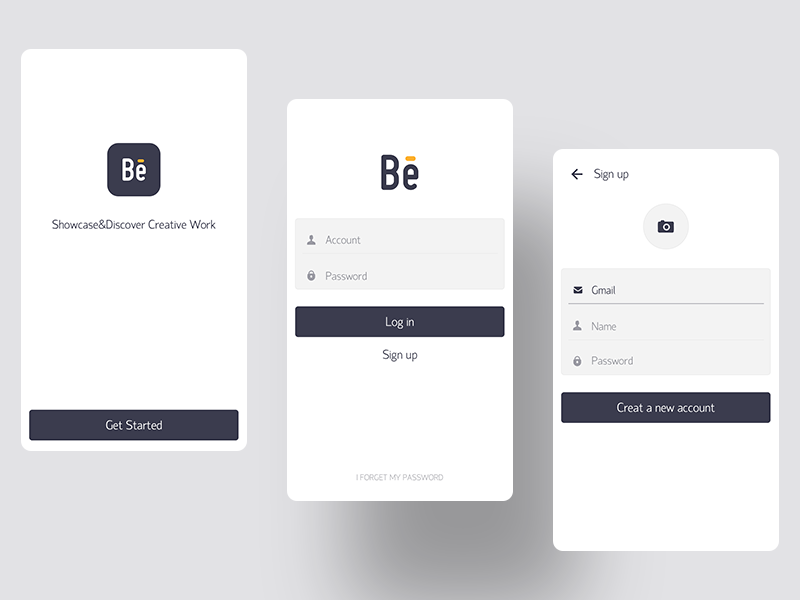 Bē
Showcase&Discover Creative Work
Get Started
Bē
Account
Password
Log in
Sign up
I FORGET MY PASSWORD
Sign up
Gmail
Name
Password
Creat a new account